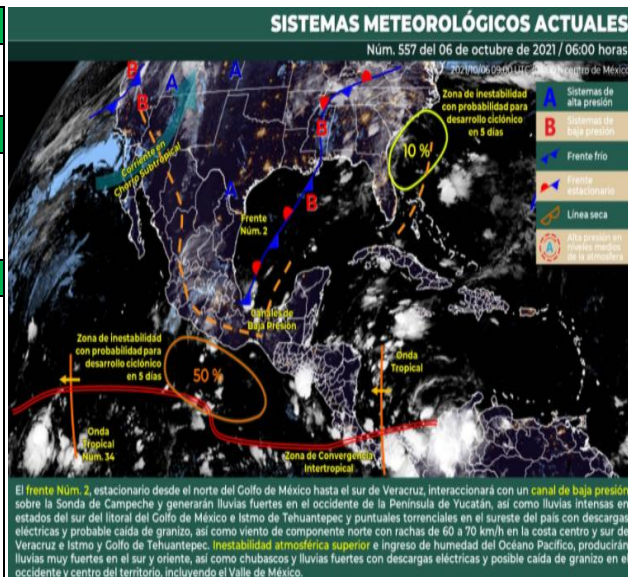 SISTEMAS METEOROLÓGICOS ACTUALES
Núm. 557 del 06 de octubre de 2021 / 06:00 horas
2021/10/06 09:00 UTC centro de México
A
Sistemas de
alta presión
B
Sistemas de
baja presión
Frente frío
Frente
estacionario
Línea seca
A
Alta presión en
niveles medios
de la atmósfera
B
A
A
B
B
Corriente en
Chorro Subtropical
Zona de inestabilidad
con probabilidad para
desarrollo ciclónico
en 5 días
10 %
A
B
Frente
Núm. 2
Canales de
Baja Presión
Zona de inestabilidad
con probabilidad para
desarrollo ciclónico
en 5 días
50 %
Onda
Tropical
Onda
Tropical
Núm. 34
Zona de Convergencia
Intertropical
El frente Núm. 2, estacionario desde el norte del Golfo de México hasta el sur de Veracruz, interaccionará con un canal de baja presión
sobre la Sonda de Campeche y generarán lluvias fuertes en el occidente de la Península de Yucatán, así como lluvias intensas en
estados del sur del litoral del Golfo de México e Istmo de Tehuantepec y puntuales torrenciales en el sureste del país con descargas
eléctricas y probable caída de granizo, así como viento de componente norte con rachas de 60 a 70 km/h en la costa centro y sur de
Veracruz e Istmo y Golfo de Tehuantepec. Inestabilidad atmosférica superior e ingreso de humedad del Océano Pacífico, producirán
lluvias muy fuertes en el sur y oriente, así como chubascos y lluvias fuertes con descargas eléctricas y posible caída de granizo en el
occidente y centro del territorio, incluyendo el Valle de México.